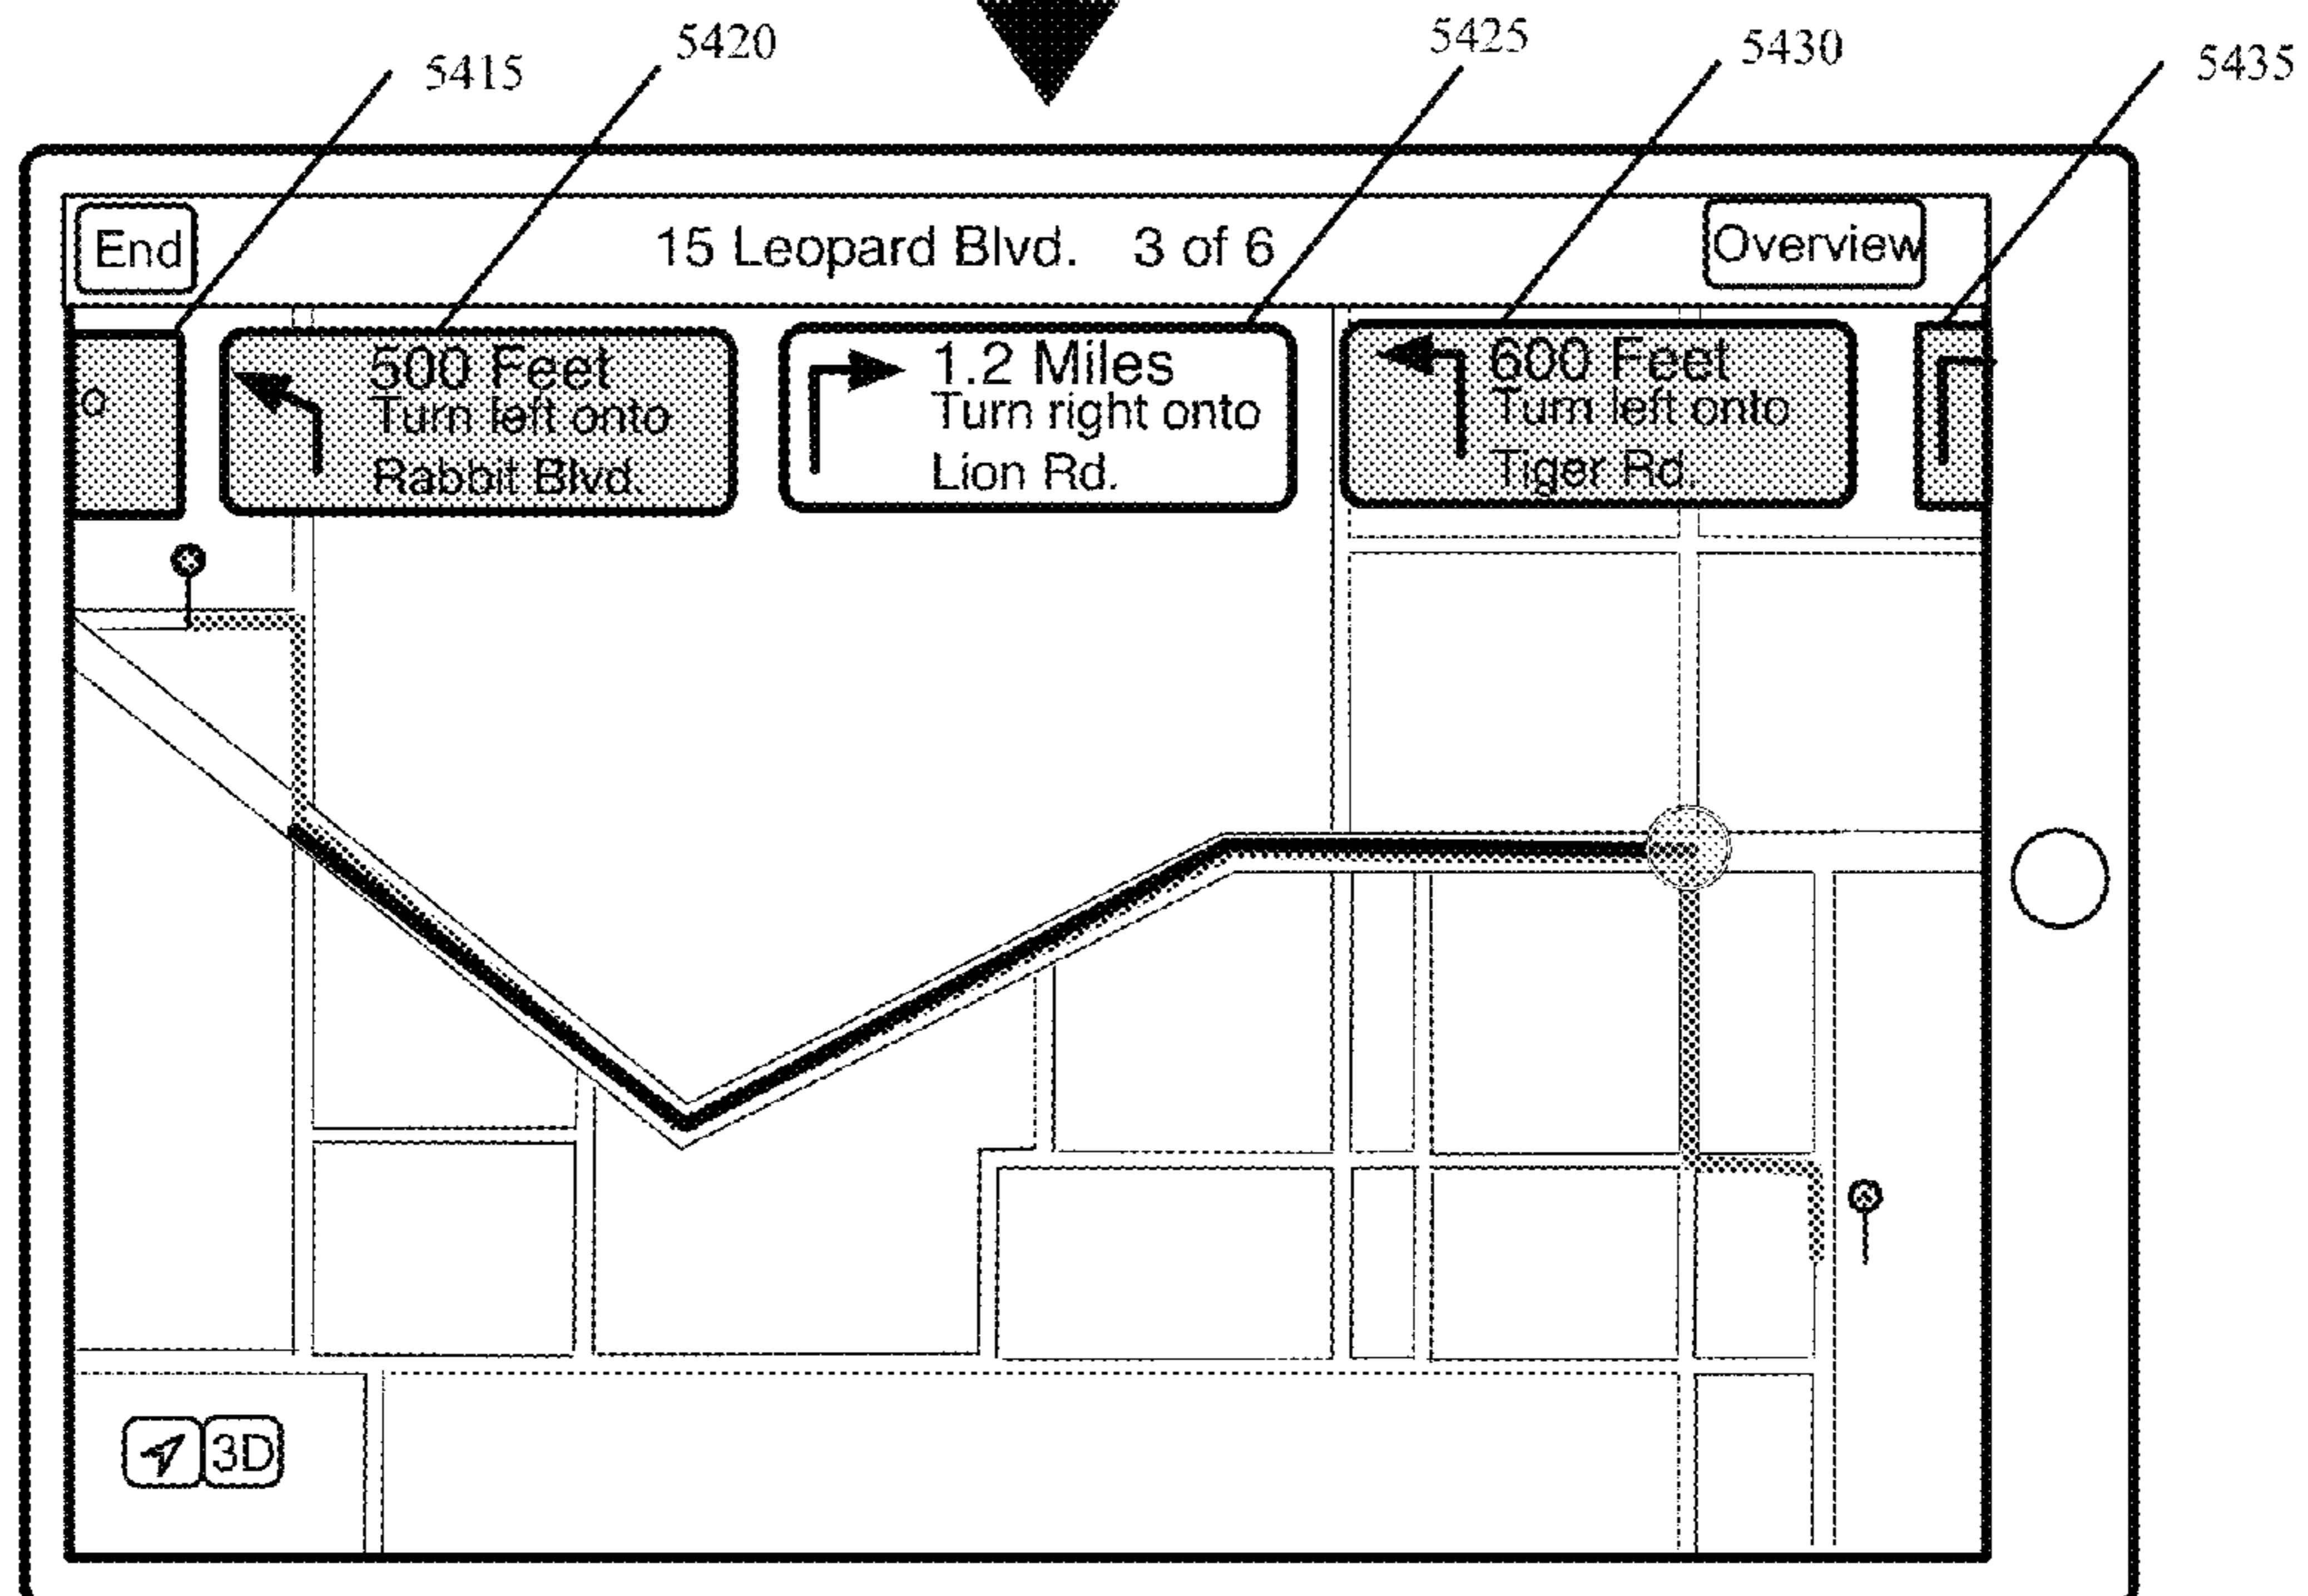 5415
5420
5425
5430
5435
End
15 Leopard Blvd. 3 of 6
Overview
o
500 Feet
Turn left onto
Rabbit Blvd.
1.2 Miles
Turn right onto
Lion Rd.
600 Feet
Turn left onto
Tiger Rd.
3D